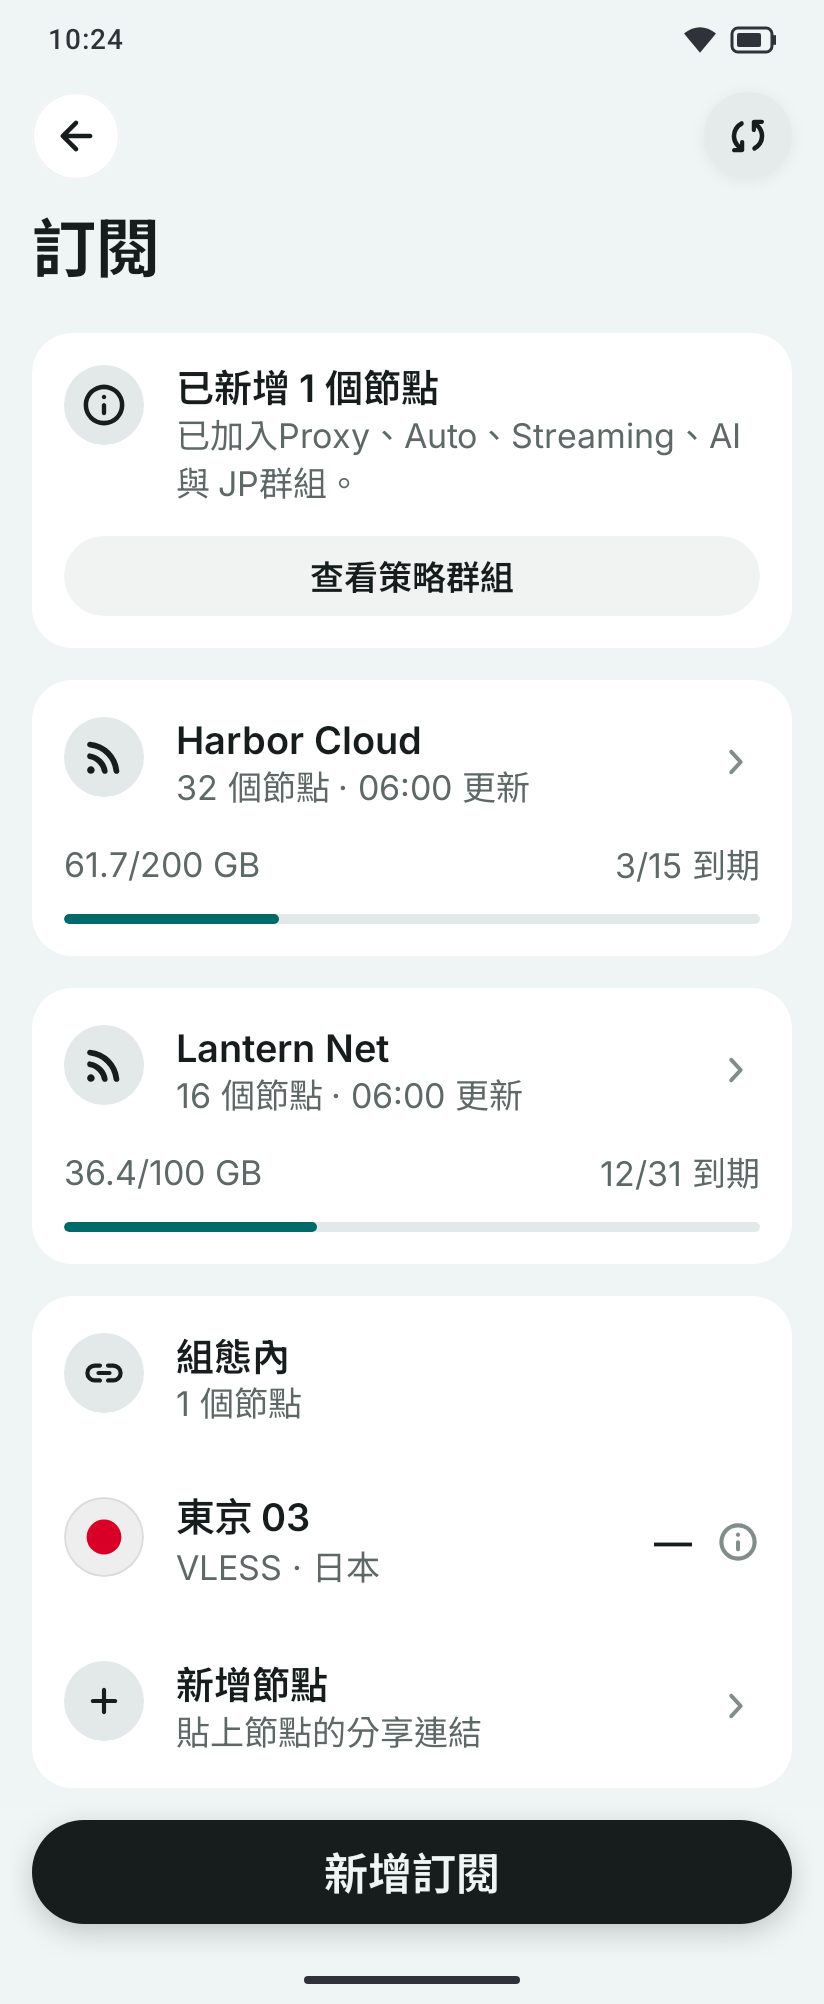 10:24
訂閱
已新增 1 個節點
已加入Proxy、Auto、Streaming、AI
與 JP群組。
查看策略群組
Harbor Cloud
32 個節點 · 06:00 更新
61.7/200 GB
3/15 到期
Lantern Net
16 個節點 · 06:00 更新
36.4/100 GB
12/31 到期
組態內
1 個節點
東京 03
VLESS · 日本
—
新增節點
貼上節點的分享連結
新增訂閱